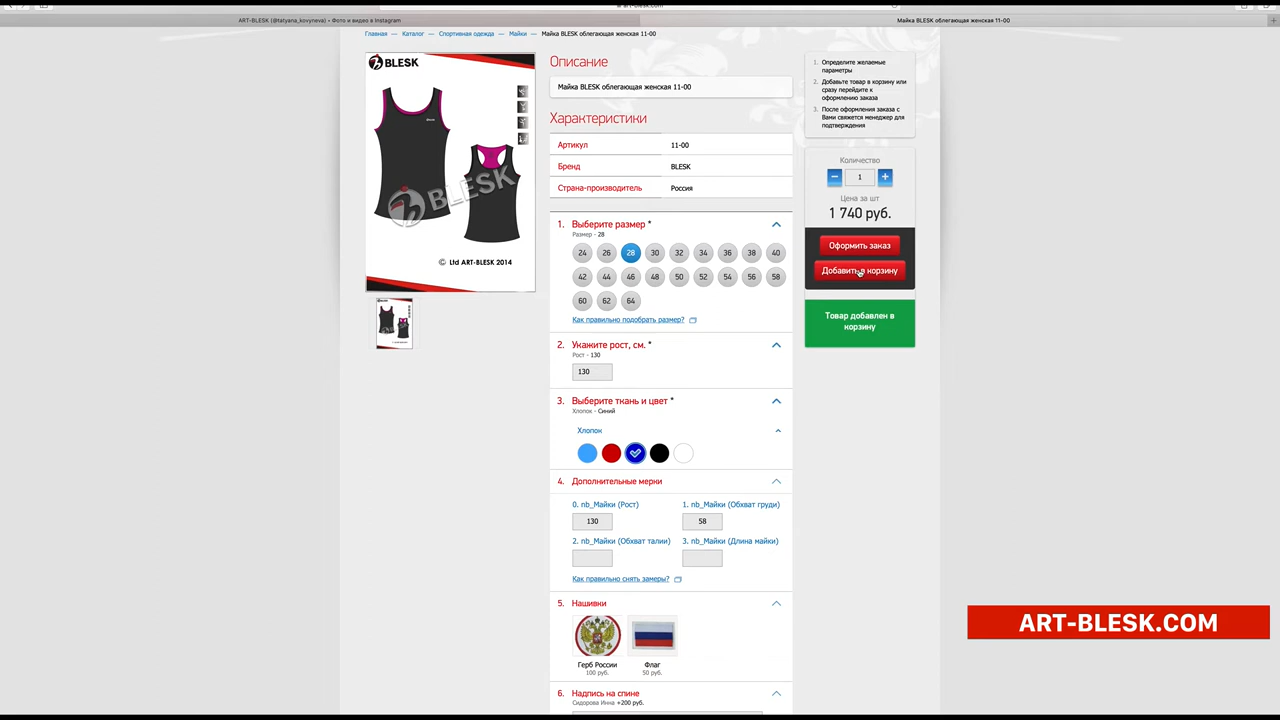 ART-BLESK (@tatyana_kovyneva) • Фото и видео в Instagram
Майка BLESK облегающая женская 11-00
Главная — Каталог — Спортивная одежда — Майки — Майка BLESK облегающая женская 11-00
BLESK
BLESK
© Ltd ART-BLESK 2014
Описание
Майка BLESK облегающая женская 11-00
Характеристики
Артикул 11-00
Бренд BLESK
Страна-производитель Россия
1. Выберите размер *
Размер - 28
24 26 28 30 32 34 36 38 40
42 44 46 48 50 52 54 56 58
60 62 64
Как правильно подобрать размер?
2. Укажите рост, см. *
Рост - 130
130
3. Выберите ткань и цвет *
Хлопок - Синий
Хлопок
4. Дополнительные мерки
0. nb_Майки (Рост) 1. nb_Майки (Обхват груди)
130 58
2. nb_Майки (Обхват талии) 3. nb_Майки (Длина майки)
Как правильно снять замеры?
5. Нашивки
Герб России Флаг
100 руб. 50 руб.
6. Надпись на спине
Сидорова Инна +200 руб.
1. Определите желаемые
параметры
2. Добавьте товар в корзину или
сразу перейдите к
оформлению заказа
3. После оформления заказа с
Вами свяжется менеджер для
подтверждения
Количество
− 1 +
Цена за шт
1 740 руб.
Оформить заказ
Добавить в корзину
Товар добавлен в
корзину
ART-BLESK.COM